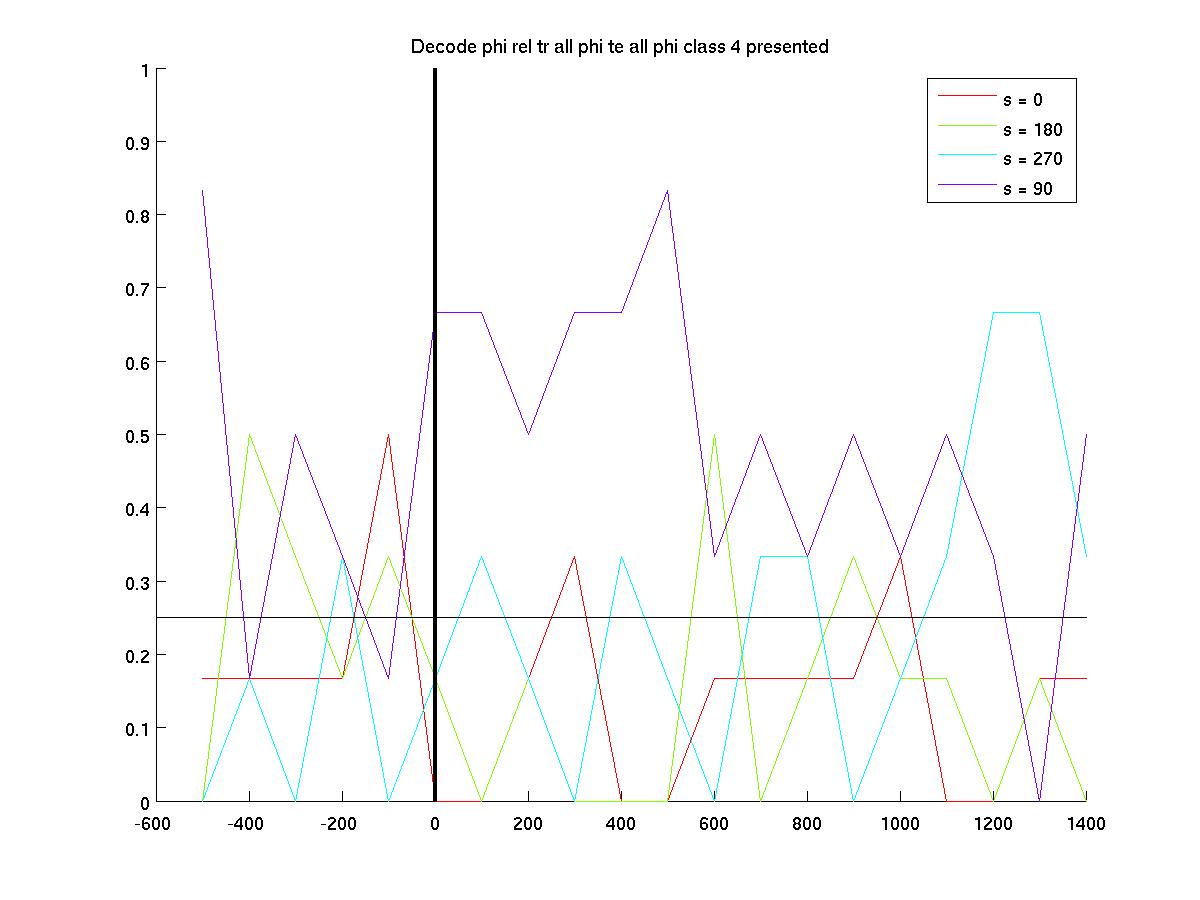 Decode phi rel tr all phi te all phi class 4 presented
1
0.9
0.8
0.7
0.6
0.5
0.4
0.3
0.2
0.1
0
s = 0
s = 180
s = 270
s = 90
-600 -400 -200 0 200 400 600 800 1000 1200 1400